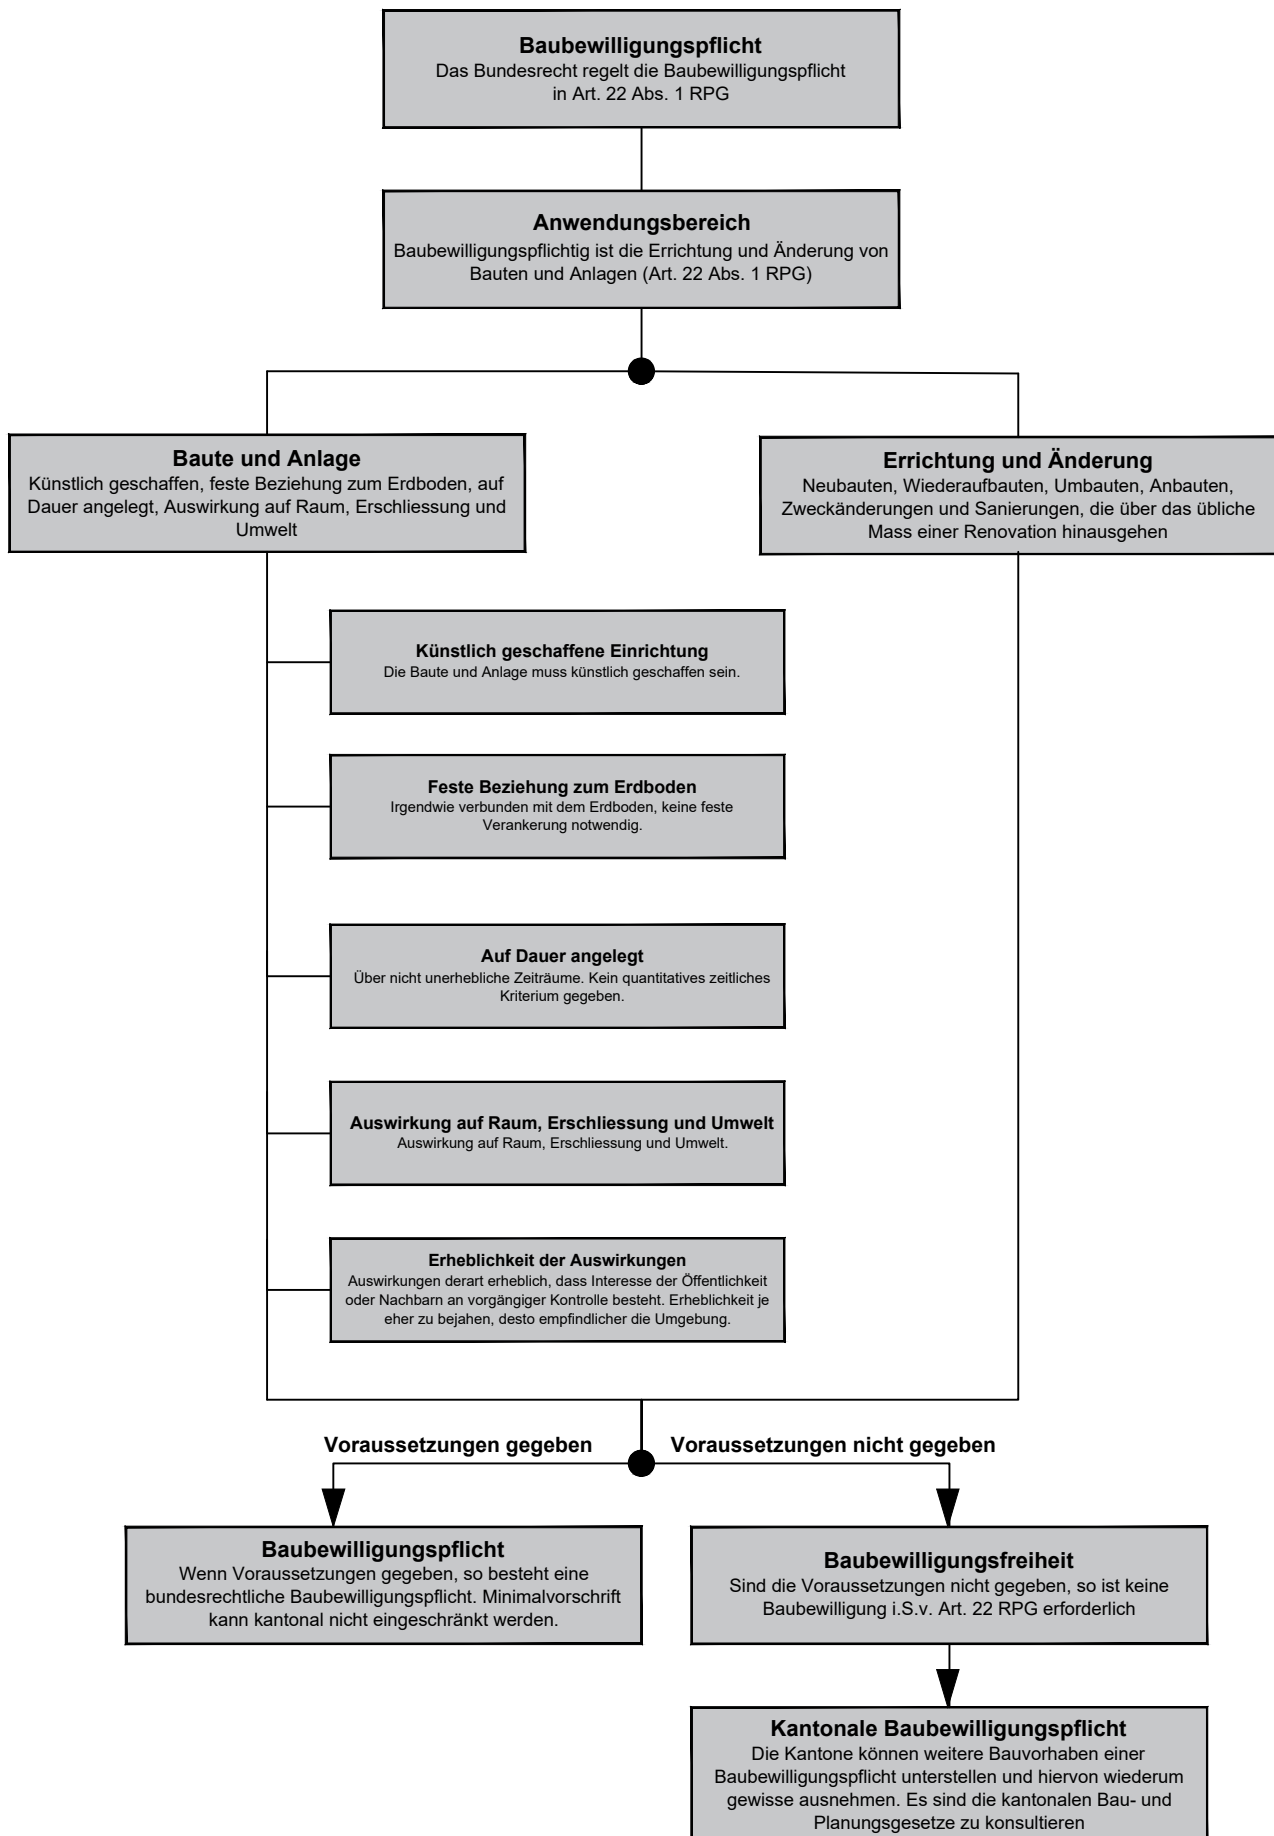 Baubewilligungspflicht
Das Bundesrecht regelt die Baubewilligungspflicht
in Art. 22 Abs. 1 RPG
Anwendungsbereich
Baubewilligungspflichtig ist die Errichtung und Änderung von
Bauten und Anlagen (Art. 22 Abs. 1 RPG)
Baute und Anlage
Künstlich geschaffen, feste Beziehung zum Erdboden, auf
Dauer angelegt, Auswirkung auf Raum, Erschliessung und
Umwelt
Errichtung und Änderung
Neubauten, Wiederaufbauten, Umbauten, Anbauten,
Zweckänderungen und Sanierungen, die über das übliche
Mass einer Renovation hinausgehen
Künstlich geschaffene Einrichtung
Die Baute und Anlage muss künstlich geschaffen sein.
Feste Beziehung zum Erdboden
Irgendwie verbunden mit dem Erdboden, keine feste
Verankerung notwendig.
Auf Dauer angelegt
Über nicht unerhebliche Zeiträume. Kein quantitatives zeitliches
Kriterium gegeben.
Auswirkung auf Raum, Erschliessung und Umwelt
Auswirkung auf Raum, Erschliessung und Umwelt.
Erheblichkeit der Auswirkungen
Auswirkungen derart erheblich, dass Interesse der Öffentlichkeit
oder Nachbarn an vorgängiger Kontrolle besteht. Erheblichkeit je
eher zu bejahen, desto empfindlicher die Umgebung.
Voraussetzungen gegeben
Voraussetzungen nicht gegeben
Baubewilligungspflicht
Wenn Voraussetzungen gegeben, so besteht eine
bundesrechtliche Baubewilligungspflicht. Minimalvorschrift
kann kantonal nicht eingeschränkt werden.
Baubewilligungsfreiheit
Sind die Voraussetzungen nicht gegeben, so ist keine
Baubewilligung i.S.v. Art. 22 RPG erforderlich
Kantonale Baubewilligungspflicht
Die Kantone können weitere Bauvorhaben einer
Baubewilligungspflicht unterstellen und hiervon wiederum
gewisse ausnehmen. Es sind die kantonalen Bau- und
Planungsgesetze zu konsultieren